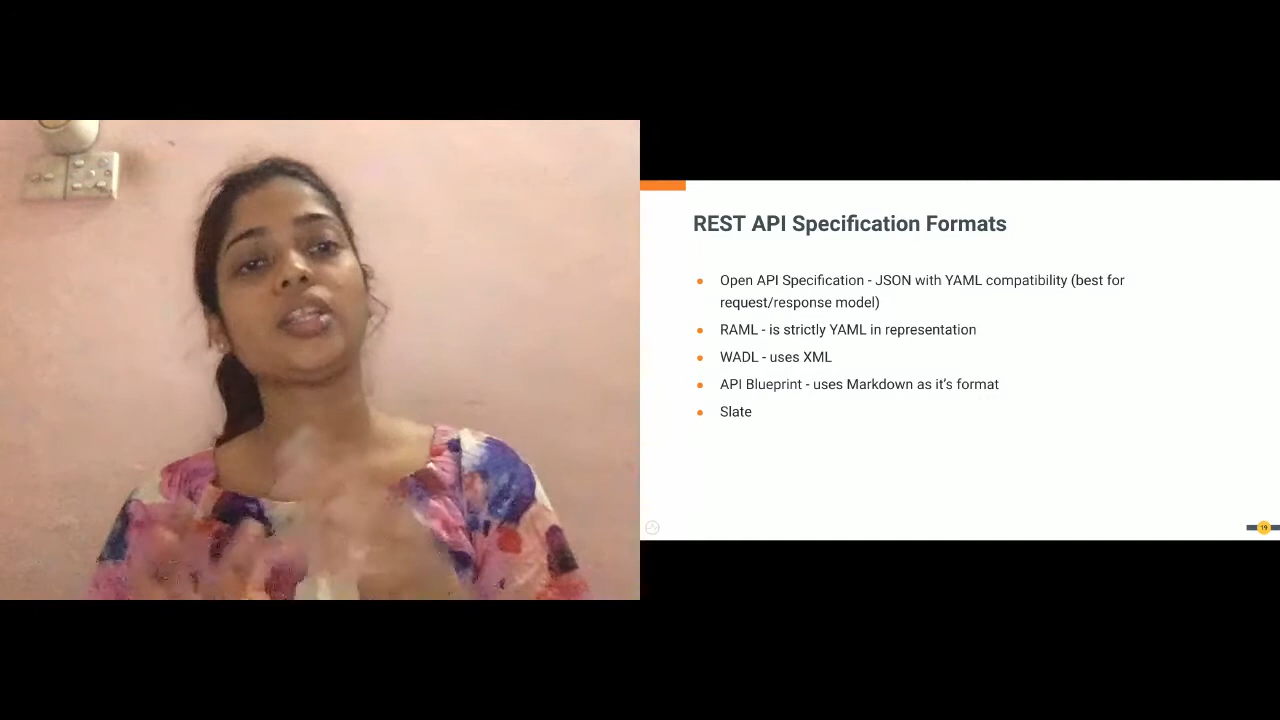 REST API Specification Formats
● Open API Specification - JSON with YAML compatibility (best for
request/response model)
● RAML - is strictly YAML in representation
● WADL - uses XML
● API Blueprint - uses Markdown as it's format
● Slate
19